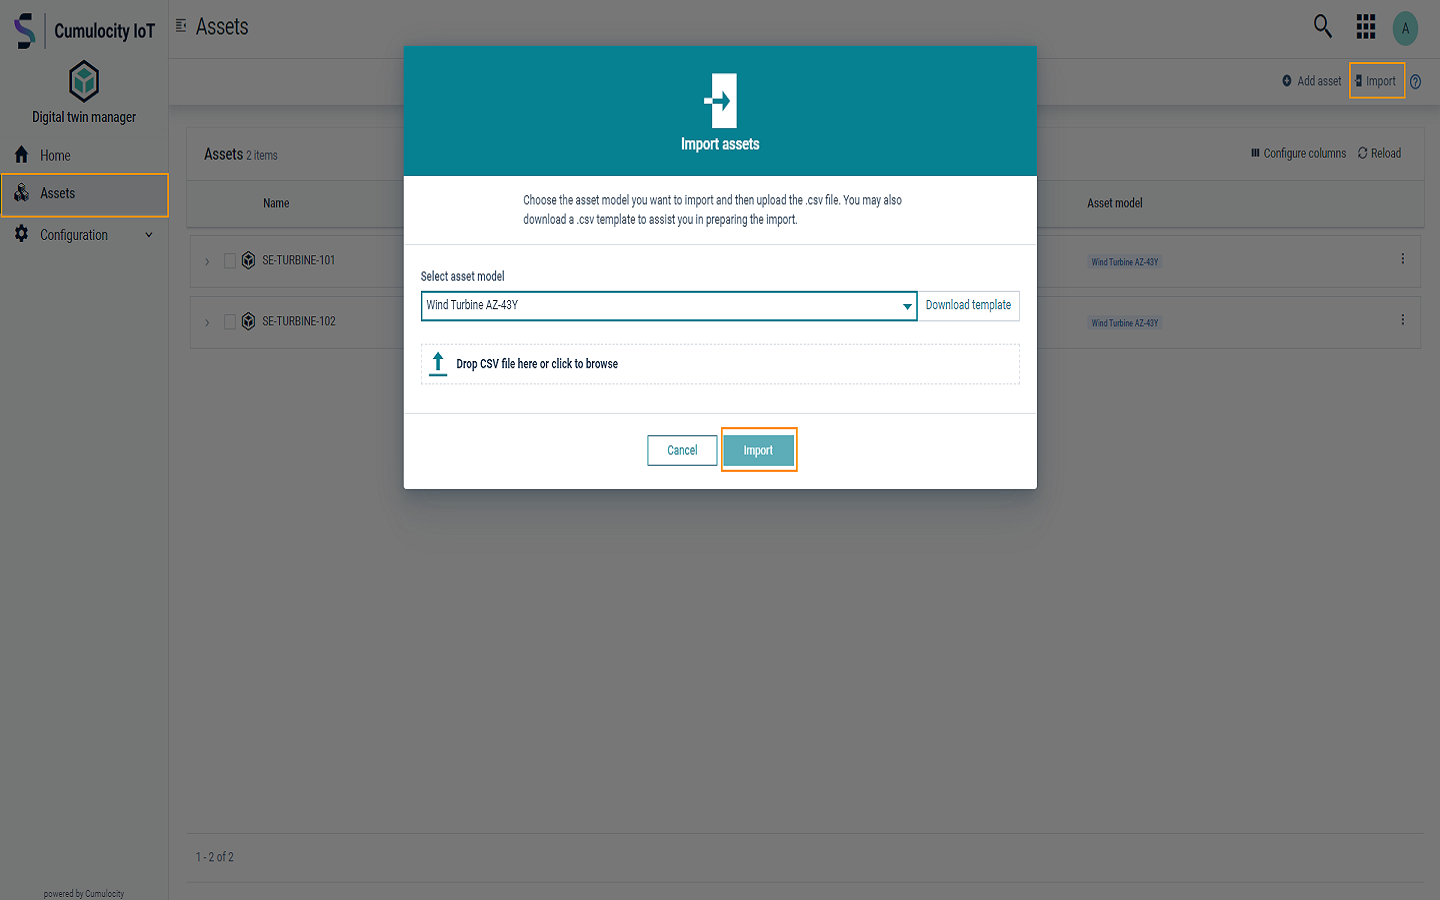 Cumulocity IoT
Assets
A
Digital twin manager
Add asset
Import
Home
Assets
Configuration
Assets 2 items
Configure columns
Reload
Name
Asset model
SE-TURBINE-101
Wind Turbine AZ-43Y
SE-TURBINE-102
Wind Turbine AZ-43Y
Import assets
Choose the asset model you want to import and then upload the .csv file. You may also
download a .csv template to assist you in preparing the import.
Select asset model
Wind Turbine AZ-43Y
Download template
Drop CSV file here or click to browse
Cancel
Import
1 - 2 of 2
powered by Cumulocity